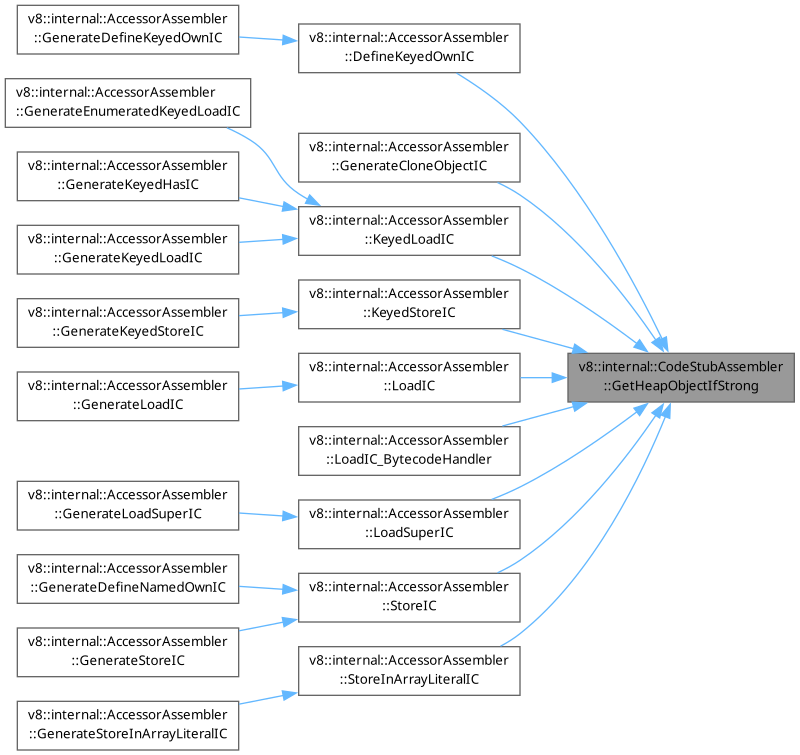 v8::internal::AccessorAssembler
::GenerateDefineKeyedOwnIC
v8::internal::AccessorAssembler
::DefineKeyedOwnIC
v8::internal::AccessorAssembler
::GenerateEnumeratedKeyedLoadIC
v8::internal::AccessorAssembler
::GenerateCloneObjectIC
v8::internal::AccessorAssembler
::GenerateKeyedHasIC
v8::internal::AccessorAssembler
::KeyedLoadIC
v8::internal::AccessorAssembler
::GenerateKeyedLoadIC
v8::internal::AccessorAssembler
::KeyedStoreIC
v8::internal::AccessorAssembler
::GenerateKeyedStoreIC
v8::internal::CodeStubAssembler
::GetHeapObjectIfStrong
v8::internal::AccessorAssembler
::LoadIC
v8::internal::AccessorAssembler
::GenerateLoadIC
v8::internal::AccessorAssembler
::LoadIC_BytecodeHandler
v8::internal::AccessorAssembler
::GenerateLoadSuperIC
v8::internal::AccessorAssembler
::LoadSuperIC
v8::internal::AccessorAssembler
::GenerateDefineNamedOwnIC
v8::internal::AccessorAssembler
::StoreIC
v8::internal::AccessorAssembler
::GenerateStoreIC
v8::internal::AccessorAssembler
::StoreInArrayLiteralIC
v8::internal::AccessorAssembler
::GenerateStoreInArrayLiteralIC